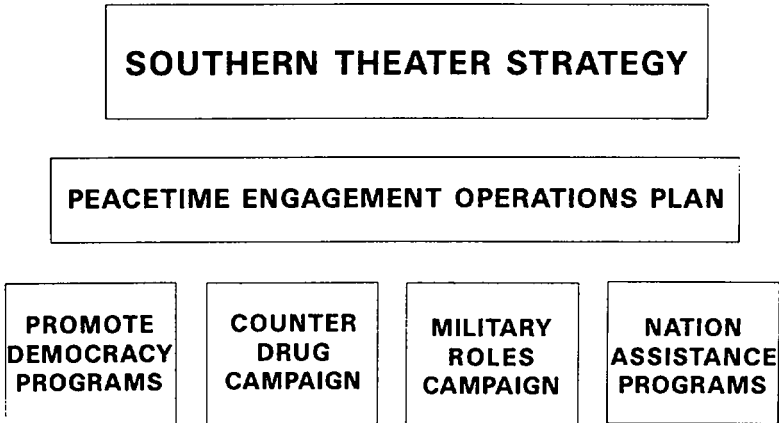 SOUTHERN THEATER STRATEGY
PEACETIME ENGAGEMENT OPERATIONS PLAN
PROMOTE
DEMOCRACY
PROGRAMS
COUNTER
DRUG
CAMPAIGN
MILITARY
ROLES
CAMPAIGN
NATION
ASSISTANCE
PROGRAMS